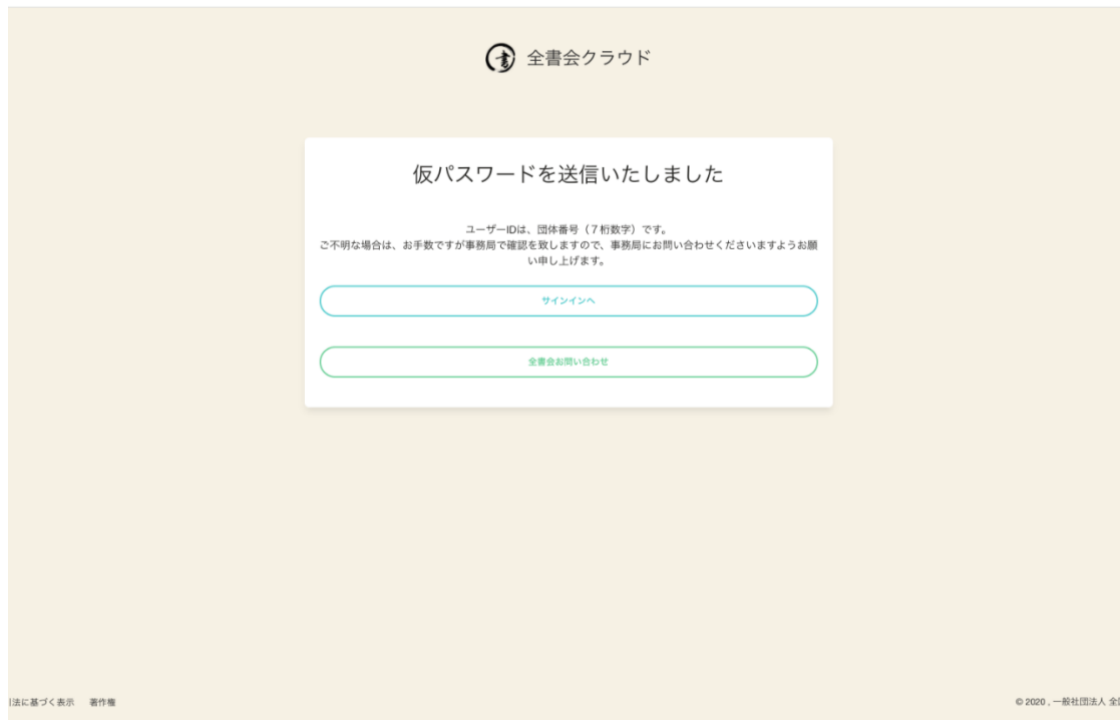 全書会クラウド
仮パスワードを送信いたしました
ユーザーIDは、団体番号（７桁数字）です。
ご不明な場合は、お手数ですが事務局で確認を致しますので、事務局にお問い合わせくださいますようお願
い申し上げます。
サインインへ
全書会お問い合わせ
法に基づく表示 著作権
© 2020 , 一般社団法人 全